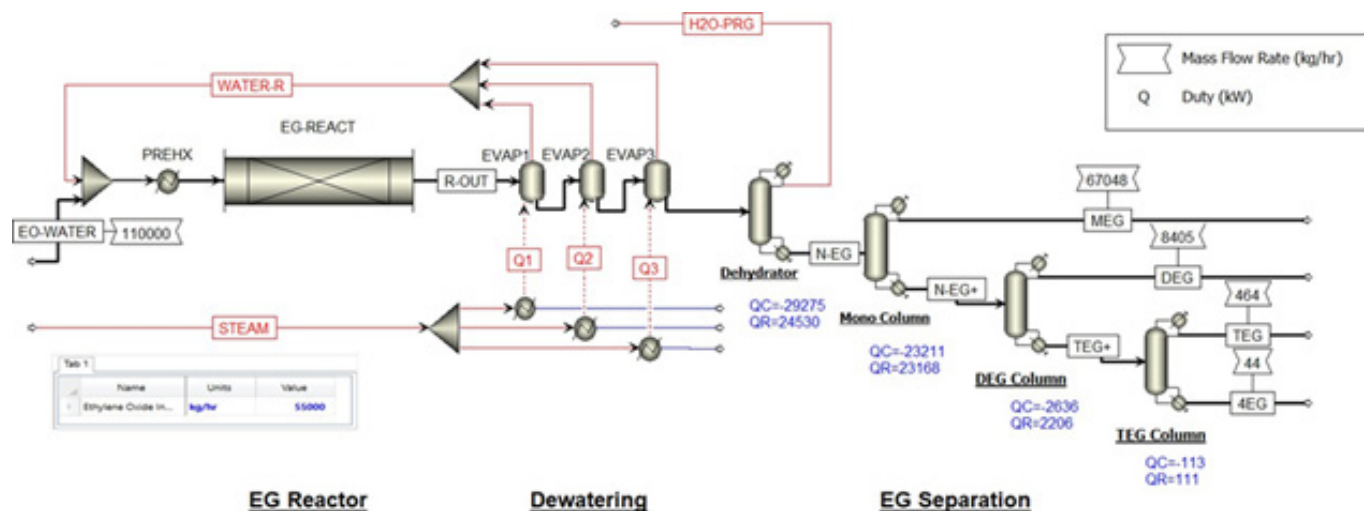 H2O-PRG
Mass Flow Rate (kg/hr)
Q Duty (kW)
WATER-R
EG-REACT
PREHX
EVAP1 EVAP2 EVAP3
R-OUT
67048
MEG
EO-WATER 110000
8405
Q1 Q2 Q3
Dehydrator
N-EG
DEG
QC=-29275
QR=24530
Mono Column
N-EG+
464
STEAM
TEG
QC=-23211
QR=23168
DEG Column
TEG+
44
4EG
Tab 1
Name Units Value
1 Ethylene Oxide In... kg/hr 55000
QC=-2636
QR=2206
TEG Column
QC=-113
QR=111
EG Reactor Dewatering EG Separation